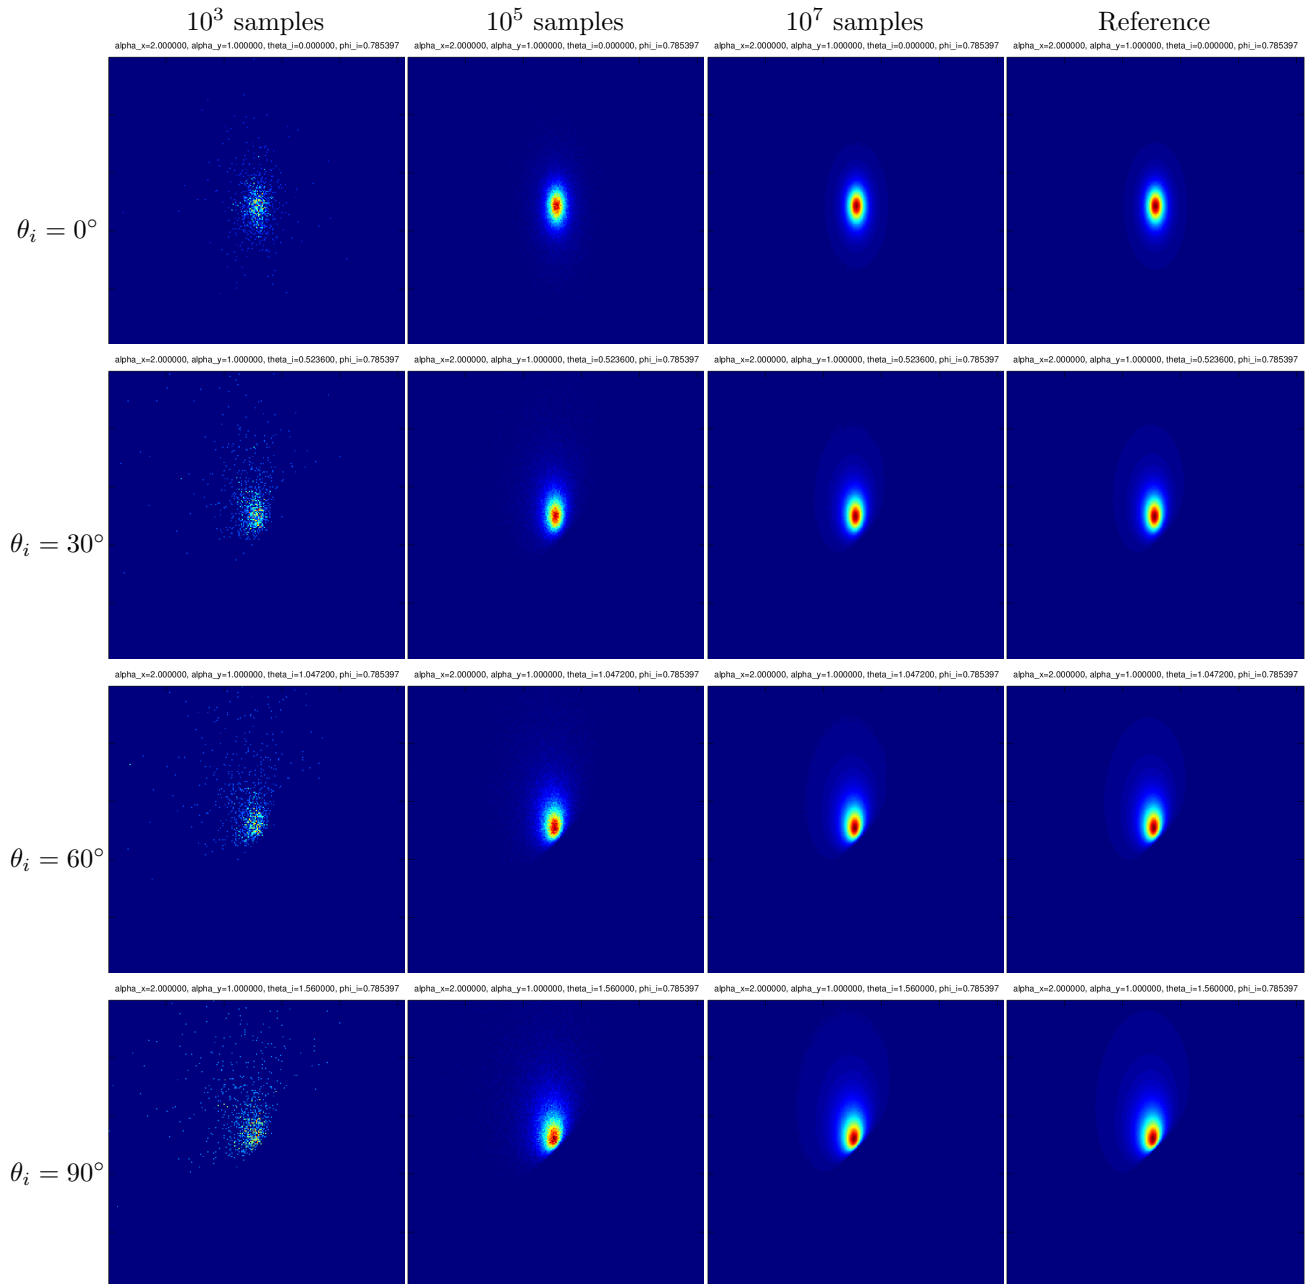 10³ samples 10⁵ samples 10⁷ samples Reference
alpha_x=2.000000, alpha_y=1.000000, theta_i=0.000000, phi_i=0.785397 alpha_x=2.000000, alpha_y=1.000000, theta_i=0.000000, phi_i=0.785397 alpha_x=2.000000, alpha_y=1.000000, theta_i=0.000000, phi_i=0.785397 alpha_x=2.000000, alpha_y=1.000000, theta_i=0.000000, phi_i=0.785397
θᵢ = 0°
alpha_x=2.000000, alpha_y=1.000000, theta_i=0.523600, phi_i=0.785397 alpha_x=2.000000, alpha_y=1.000000, theta_i=0.523600, phi_i=0.785397 alpha_x=2.000000, alpha_y=1.000000, theta_i=0.523600, phi_i=0.785397 alpha_x=2.000000, alpha_y=1.000000, theta_i=0.523600, phi_i=0.785397
θᵢ = 30°
alpha_x=2.000000, alpha_y=1.000000, theta_i=1.047200, phi_i=0.785397 alpha_x=2.000000, alpha_y=1.000000, theta_i=1.047200, phi_i=0.785397 alpha_x=2.000000, alpha_y=1.000000, theta_i=1.047200, phi_i=0.785397 alpha_x=2.000000, alpha_y=1.000000, theta_i=1.047200, phi_i=0.785397
θᵢ = 60°
alpha_x=2.000000, alpha_y=1.000000, theta_i=1.560000, phi_i=0.785397 alpha_x=2.000000, alpha_y=1.000000, theta_i=1.560000, phi_i=0.785397 alpha_x=2.000000, alpha_y=1.000000, theta_i=1.560000, phi_i=0.785397 alpha_x=2.000000, alpha_y=1.000000, theta_i=1.560000, phi_i=0.785397
θᵢ = 90°